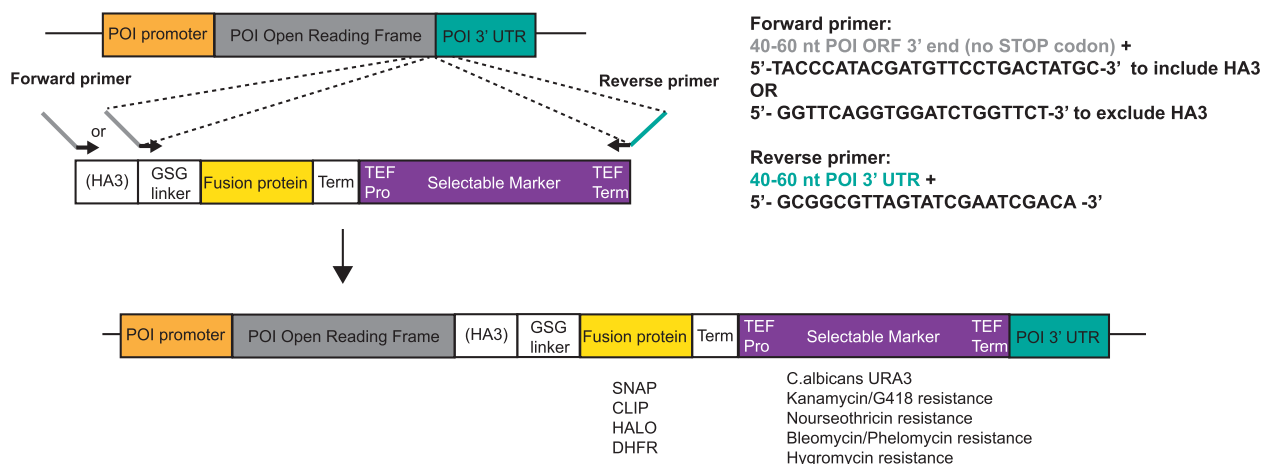 POI promoter
POI Open Reading Frame
POI 3' UTR
Forward primer
Reverse primer
or
(HA3)
GSG
linker
Fusion protein
Term
TEF
Pro
Selectable Marker
TEF
Term
Forward primer:
40-60 nt POI ORF 3' end (no STOP codon) +
5'-TACCCATACGATGTTCCTGACTATGC-3' to include HA3
OR
5'- GGTTCAGGTGGATCTGGTTCT-3' to exclude HA3
Reverse primer:
40-60 nt POI 3' UTR +
5'- GCGGCGTTAGTATCGAATCGACA -3'
POI promoter
POI Open Reading Frame
(HA3)
GSG
linker
Fusion protein
Term
TEF
Pro
Selectable Marker
TEF
Term
POI 3' UTR
SNAP
CLIP
HALO
DHFR
C.albicans URA3
Kanamycin/G418 resistance
Nourseothricin resistance
Bleomycin/Phelomycin resistance
Hygromycin resistance